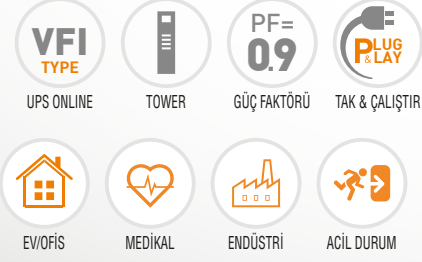 VFI
TYPE
PF=
0.9
PLUG
& LAY
UPS ONLINE
TOWER
GÜÇ FAKTÖRÜ
TAK & ÇALIŞTIR
EV/OFİS
MEDİKAL
ENDÜSTRİ
ACİL DURUM